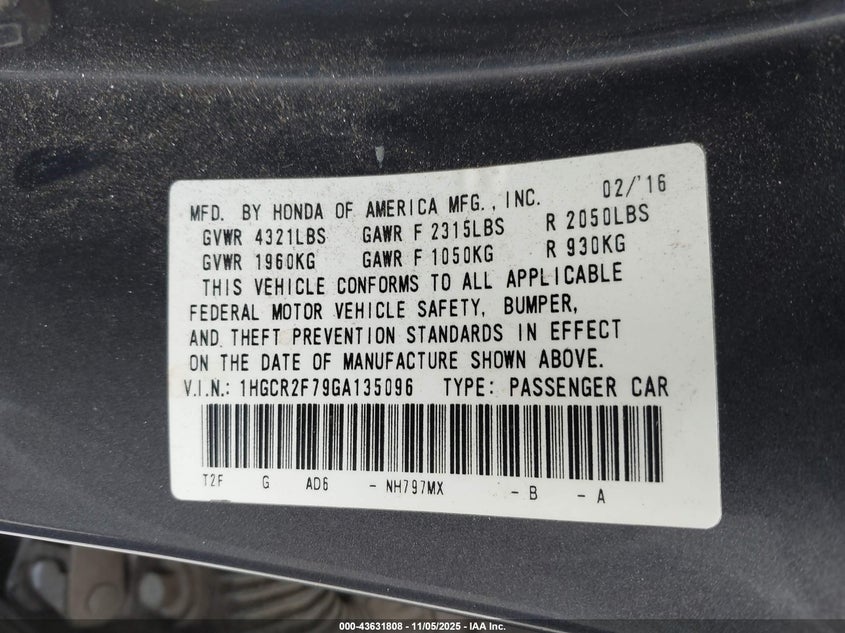 MFD. BY HONDA OF AMERICA MFG., INC. 02/'16
GVWR 4321LBS GAWR F 2315LBS R 2050LBS
GVWR 1960KG GAWR F 1050KG R 930KG
THIS VEHICLE CONFORMS TO ALL APPLICABLE
FEDERAL MOTOR VEHICLE SAFETY, BUMPER,
AND THEFT PREVENTION STANDARDS IN EFFECT
ON THE DATE OF MANUFACTURE SHOWN ABOVE.
V.I.N.: 1HGCR2F79GA135096 TYPE: PASSENGER CAR
T2F G AD6 - NH797MX - B - A
000-43631808 - 11/05/2025 - IAAI.COM